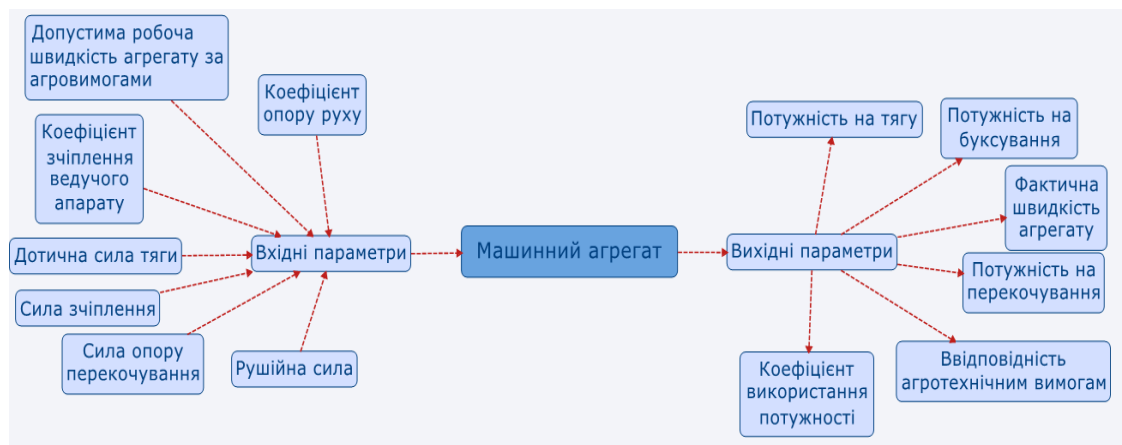 Допустима робоча
швидкість агрегату за
агровимогами
Коефіцієнт
опору руху
Коефіцієнт
зчіплення
ведучого
апарату
Дотична сила тяги
Сила зчіплення
Сила опору
перекочування
Рушійна сила
Вхідні параметри
Машинний агрегат
Вихідні параметри
Потужність на тягу
Потужність на
буксування
Фактична
швидкість
агрегату
Потужність на
перекочування
Ввідповідність
агротехнічним вимогам
Коефіцієнт
використання
потужності